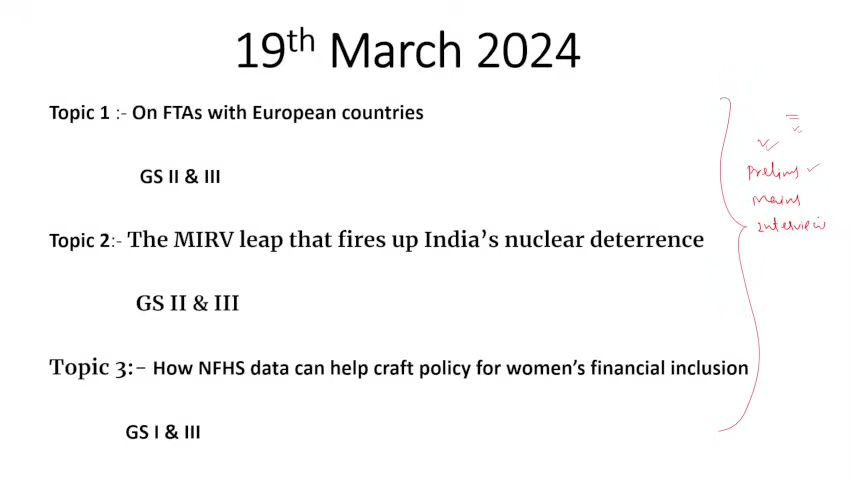 19th March 2024
Topic 1 :- On FTAs with European countries
GS II & III
Topic 2:- The MIRV leap that fires up India’s nuclear deterrence
GS II & III
Topic 3:- How NFHS data can help craft policy for women’s financial inclusion
GS I & III
Prelims
Mains
Interview